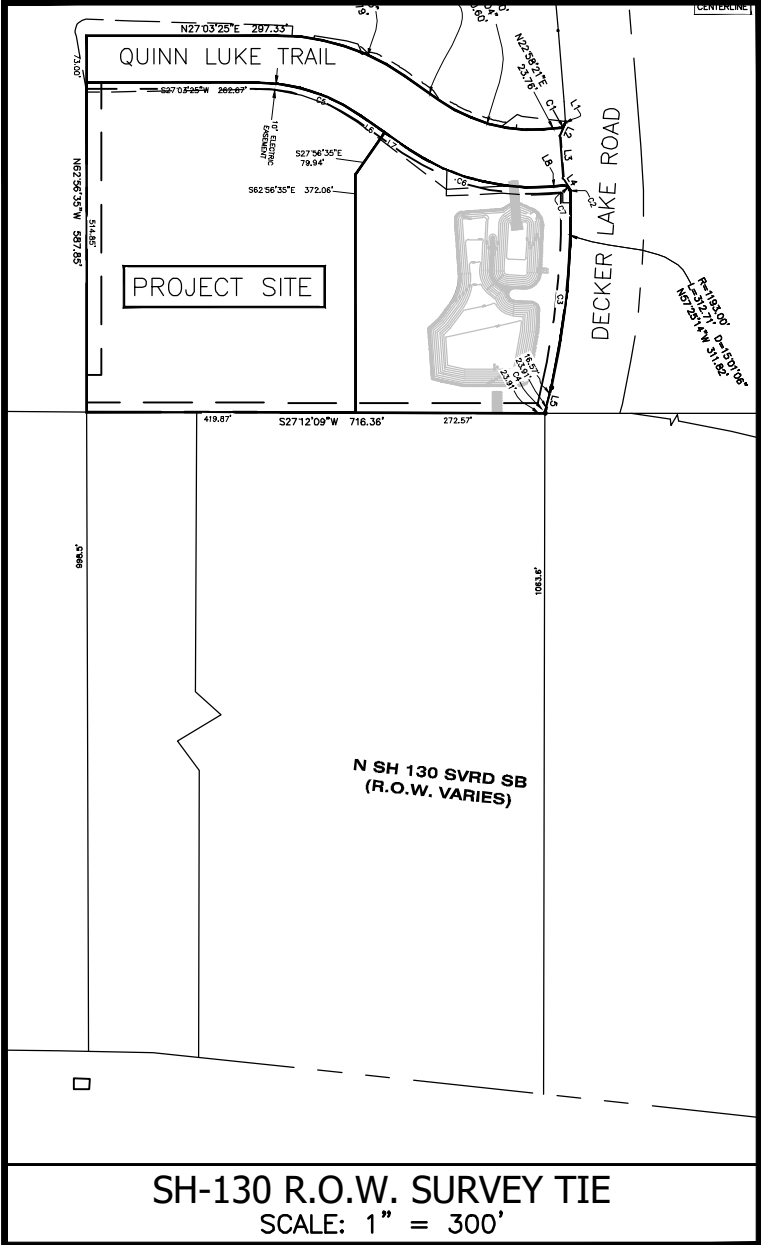 CENTERLINE
N27°03'25"E 297.33'
QUINN LUKE TRAIL
73.00'
S27°03'25"W 262.67'
10' ELECTRIC
EASEMENT
C5
L6
L7
S27°56'35"E
79.94'
S62°56'35"E 372.06'
N62°56'35"W 587.85'
514.85'
PROJECT SITE
N22°58'21"E
23.76'
C1
L1
L2
L3
L4
L8
C6
C7
C2
DECKER LAKE ROAD
R=1193.00'
L=312.71' D=15°01'06"
N57°25'14"W 311.82'
C3
16.57'
23.91'
C4
23.91'
L5
419.87'
S27°12'09"W 716.36'
272.57'
1063.6'
N SH 130 SVRD SB
(R.O.W. VARIES)
SH-130 R.O.W. SURVEY TIE
SCALE: 1" = 300'